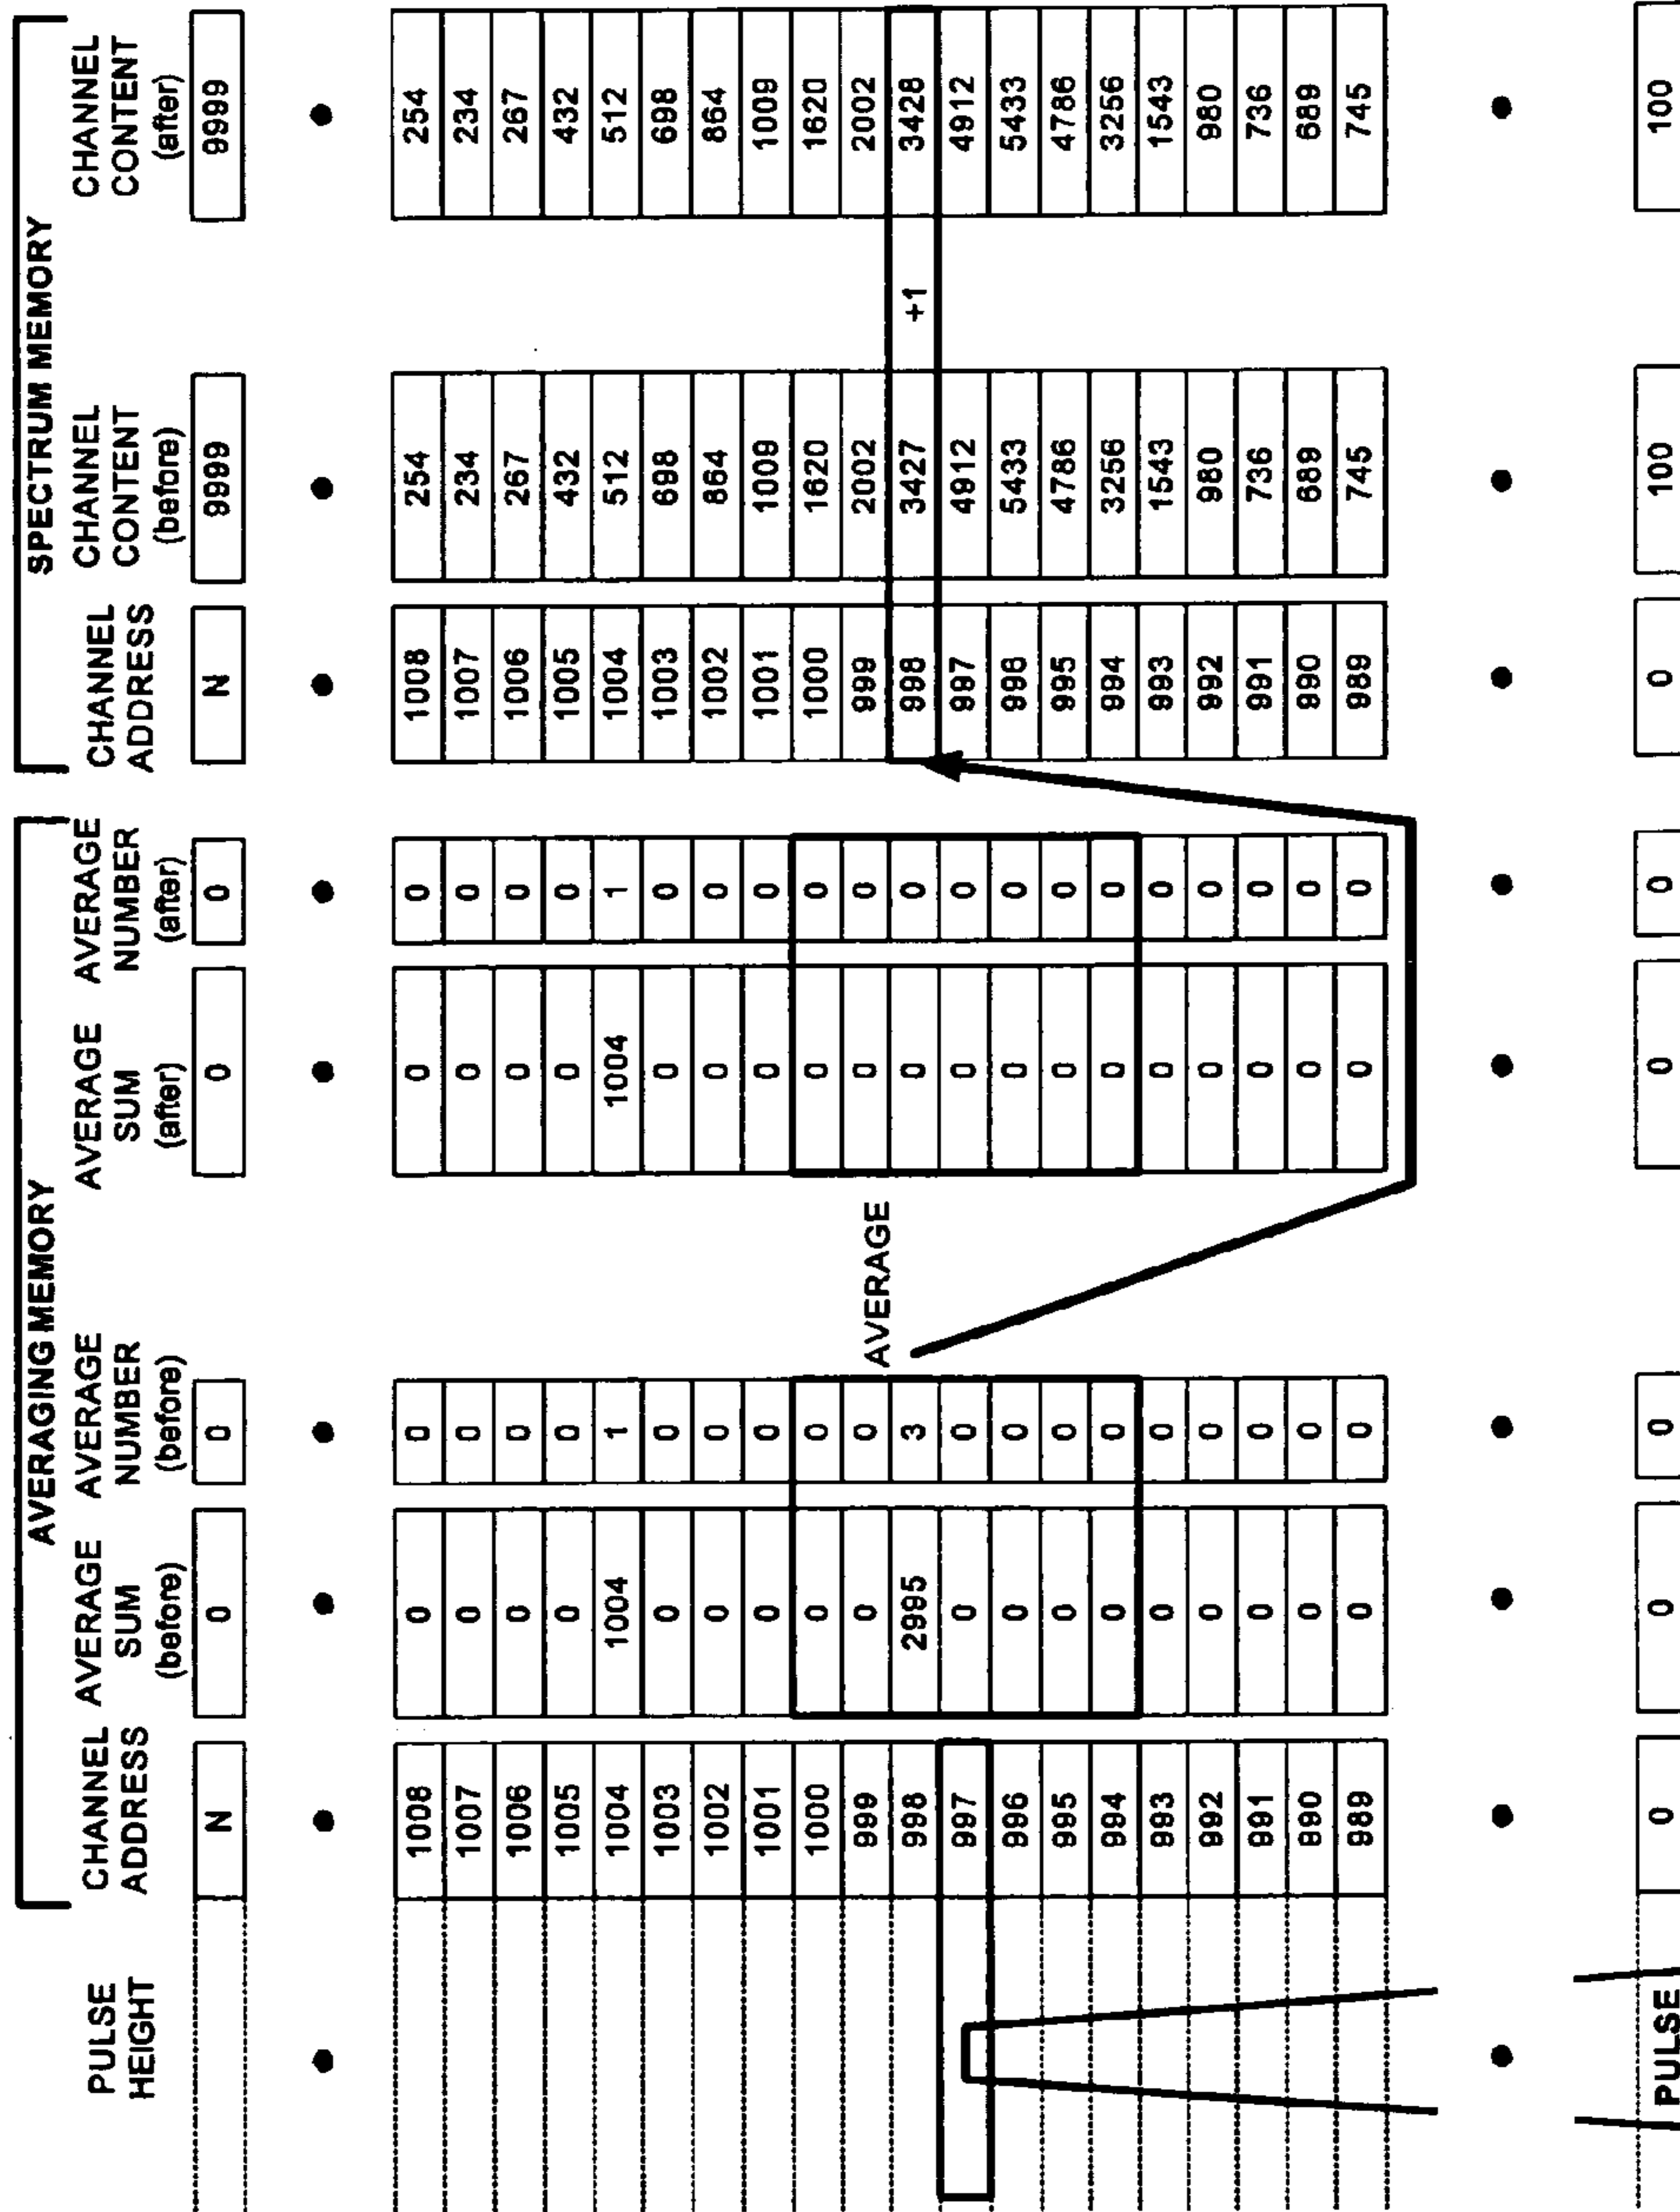 AVERAGING MEMORY
SPECTRUM MEMORY
PULSE HEIGHT CHANNEL ADDRESS AVERAGE SUM (before) AVERAGE NUMBER (before) AVERAGE SUM (after) AVERAGE NUMBER (after) CHANNEL ADDRESS CHANNEL CONTENT (before) CHANNEL CONTENT (after)
N 0 0 0 0 N 9999 9999
1008 0 0 0 0 1008 254 254
1007 0 0 0 0 1007 234 234
1006 0 0 0 0 1006 267 267
1005 0 0 0 0 1005 432 432
1004 1004 1 1004 1 1004 512 512
1003 0 0 0 0 1003 698 698
1002 0 0 0 0 1002 864 864
1001 0 0 0 0 1001 1009 1009
1000 0 0 0 0 1000 1620 1620
999 0 0 AVERAGE 0 0 999 2002 2002
998 2995 3 0 0 998 3427 +1 3428
997 0 0 0 0 997 4912 4912
996 0 0 0 0 996 5433 5433
995 0 0 0 0 995 4786 4786
994 0 0 0 0 994 3256 3256
993 0 0 0 0 993 1543 1543
992 0 0 0 0 992 980 980
991 0 0 0 0 991 736 736
990 0 0 0 0 990 689 689
989 0 0 0 0 989 745 745
PULSE 0 0 0 0 0 0 100 100